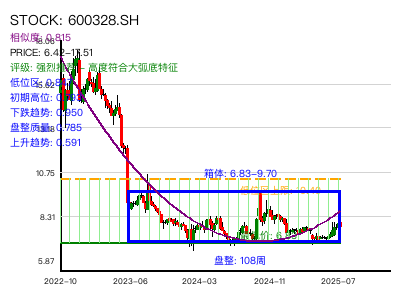 STOCK: 600328.SH
相似度: 0.815
PRICE: 6.42-17.51
评级: 强烈推荐 - 高度符合大弧底特征
低位区: 0.8
初期高位: 0.
下跌趋势: 0.950
盘整质量: 0.785
上升趋势: 0.591
箱体: 6.83-9.70
10.75
8.31
5.87
盘整: 108周
2022-10
2023-06
2024-03
2024-11
2025-07